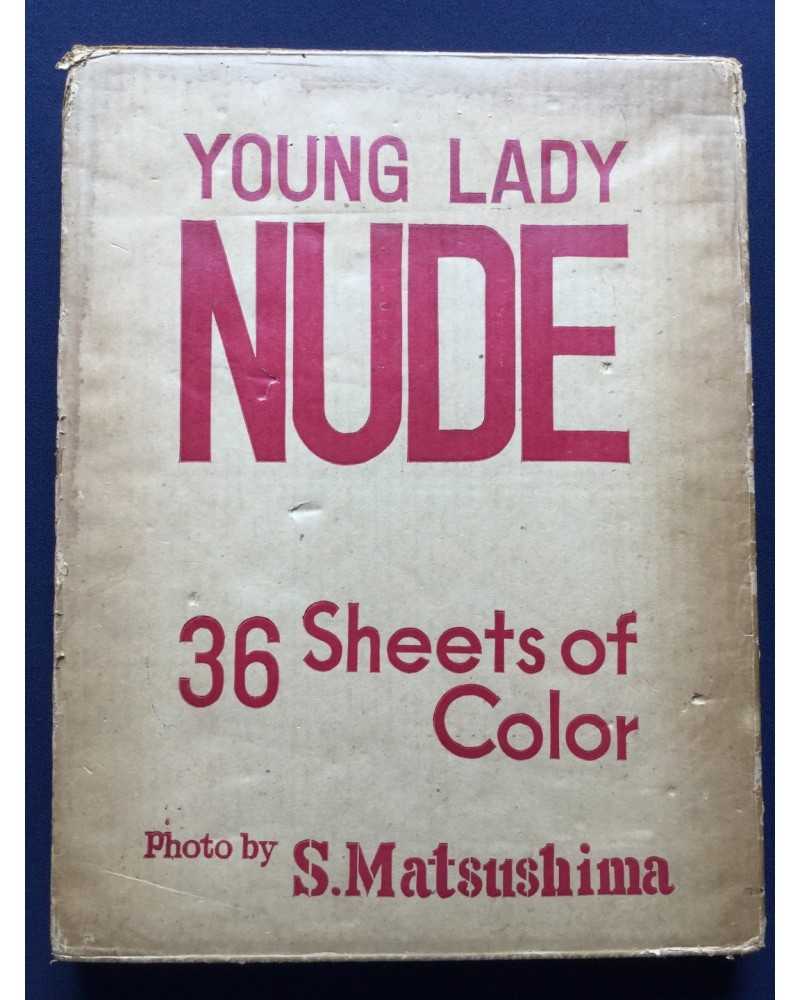 YOUNG LADY
NUDE
36 Sheets of
Color
Photo by S.Matsushima